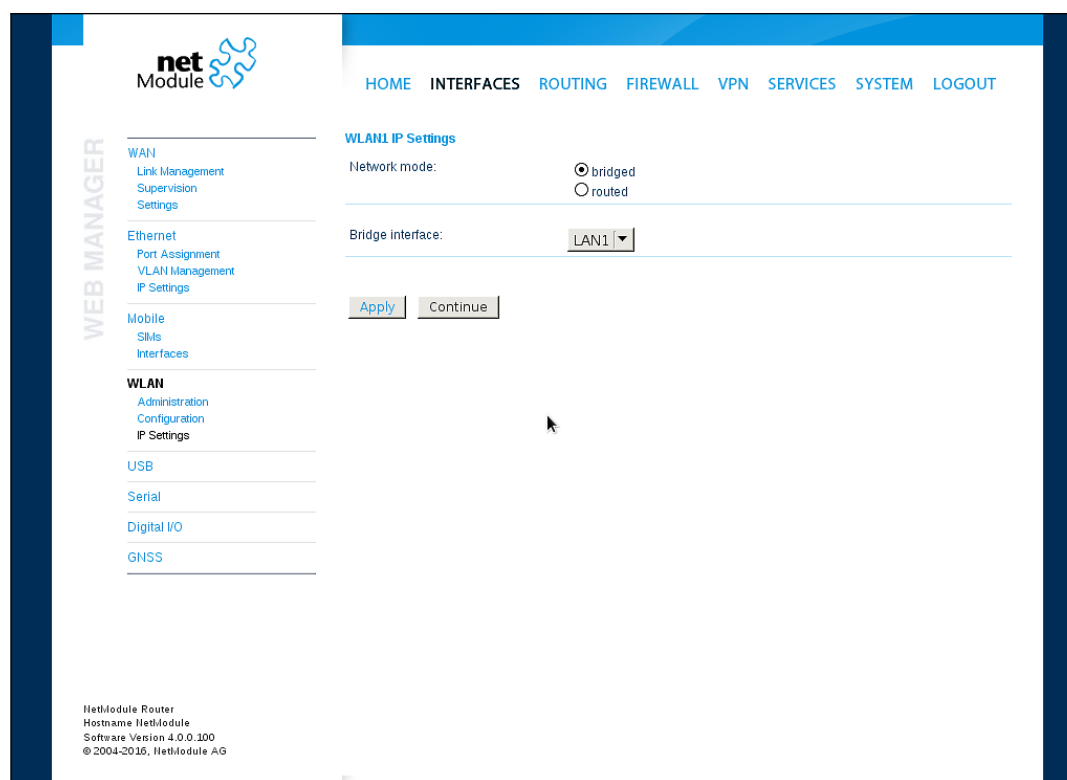 net
Module
HOME INTERFACES ROUTING FIREWALL VPN SERVICES SYSTEM LOGOUT
WEB MANAGER
WAN
Link Management
Supervision
Settings
Ethernet
Port Assignment
VLAN Management
IP Settings
Mobile
SIMs
Interfaces
WLAN
Administration
Configuration
IP Settings
USB
Serial
Digital I/O
GNSS
WLAN1 IP Settings
Network mode:
bridged
routed
Bridge interface:
LAN1
Apply Continue
NetModule Router
Hostname NetModule
Software Version 4.0.0.100
© 2004-2016, NetModule AG